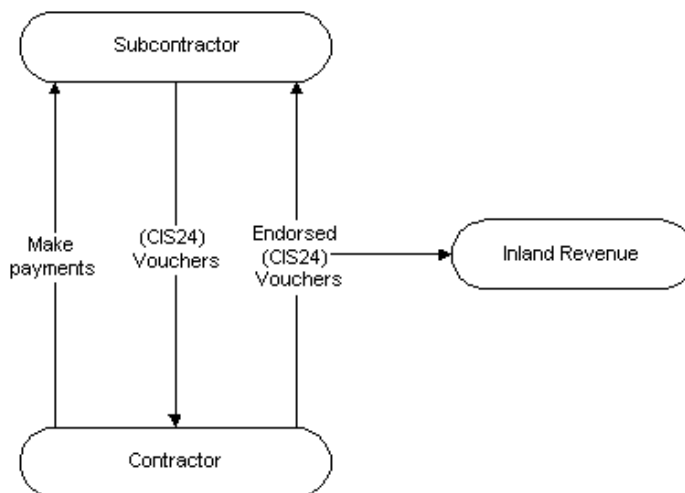 Subcontractor
Make
payments
(CIS24)
Vouchers
Endorsed
(CIS24)
Vouchers
Inland Revenue
Contractor